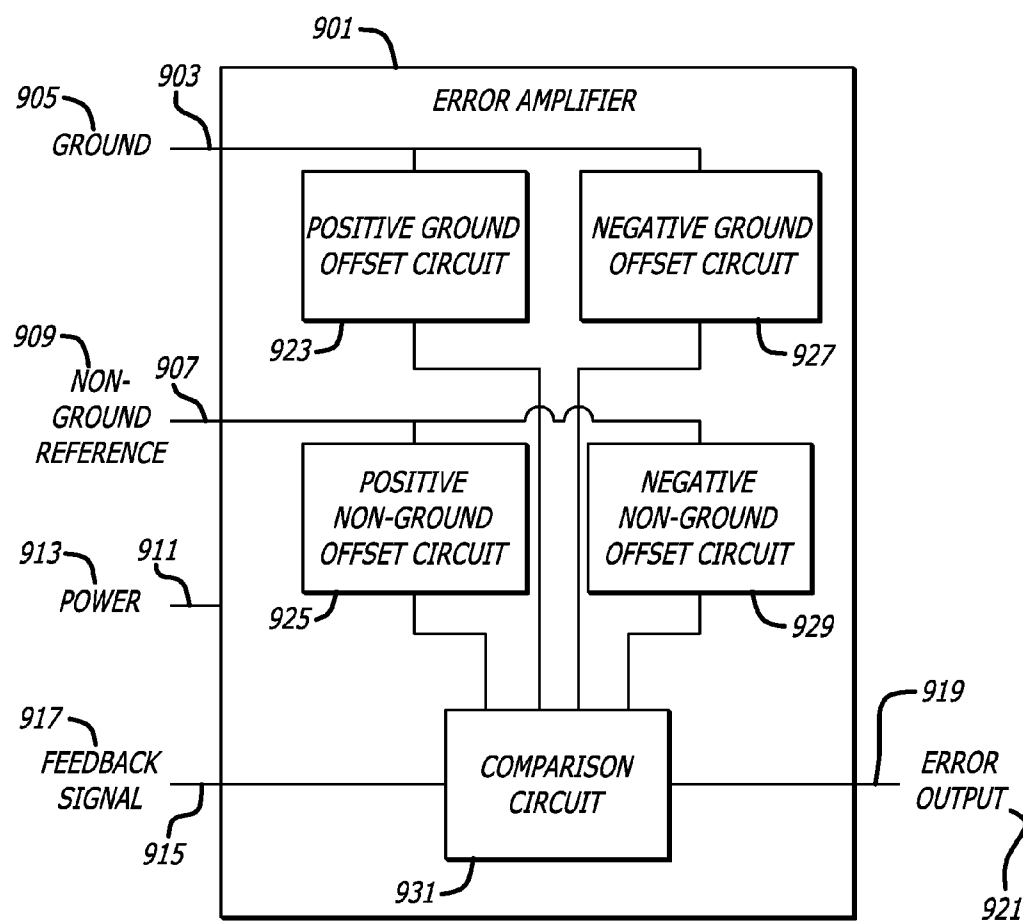 901
903
905
GROUND
ERROR AMPLIFIER
POSITIVE GROUND
OFFSET CIRCUIT
923
NEGATIVE GROUND
OFFSET CIRCUIT
927
909
NON-
GROUND
REFERENCE
907
POSITIVE
NON-GROUND
OFFSET CIRCUIT
925
NEGATIVE
NON-GROUND
OFFSET CIRCUIT
929
913
POWER
911
917
FEEDBACK
SIGNAL
915
COMPARISON
CIRCUIT
931
919
ERROR
OUTPUT
921